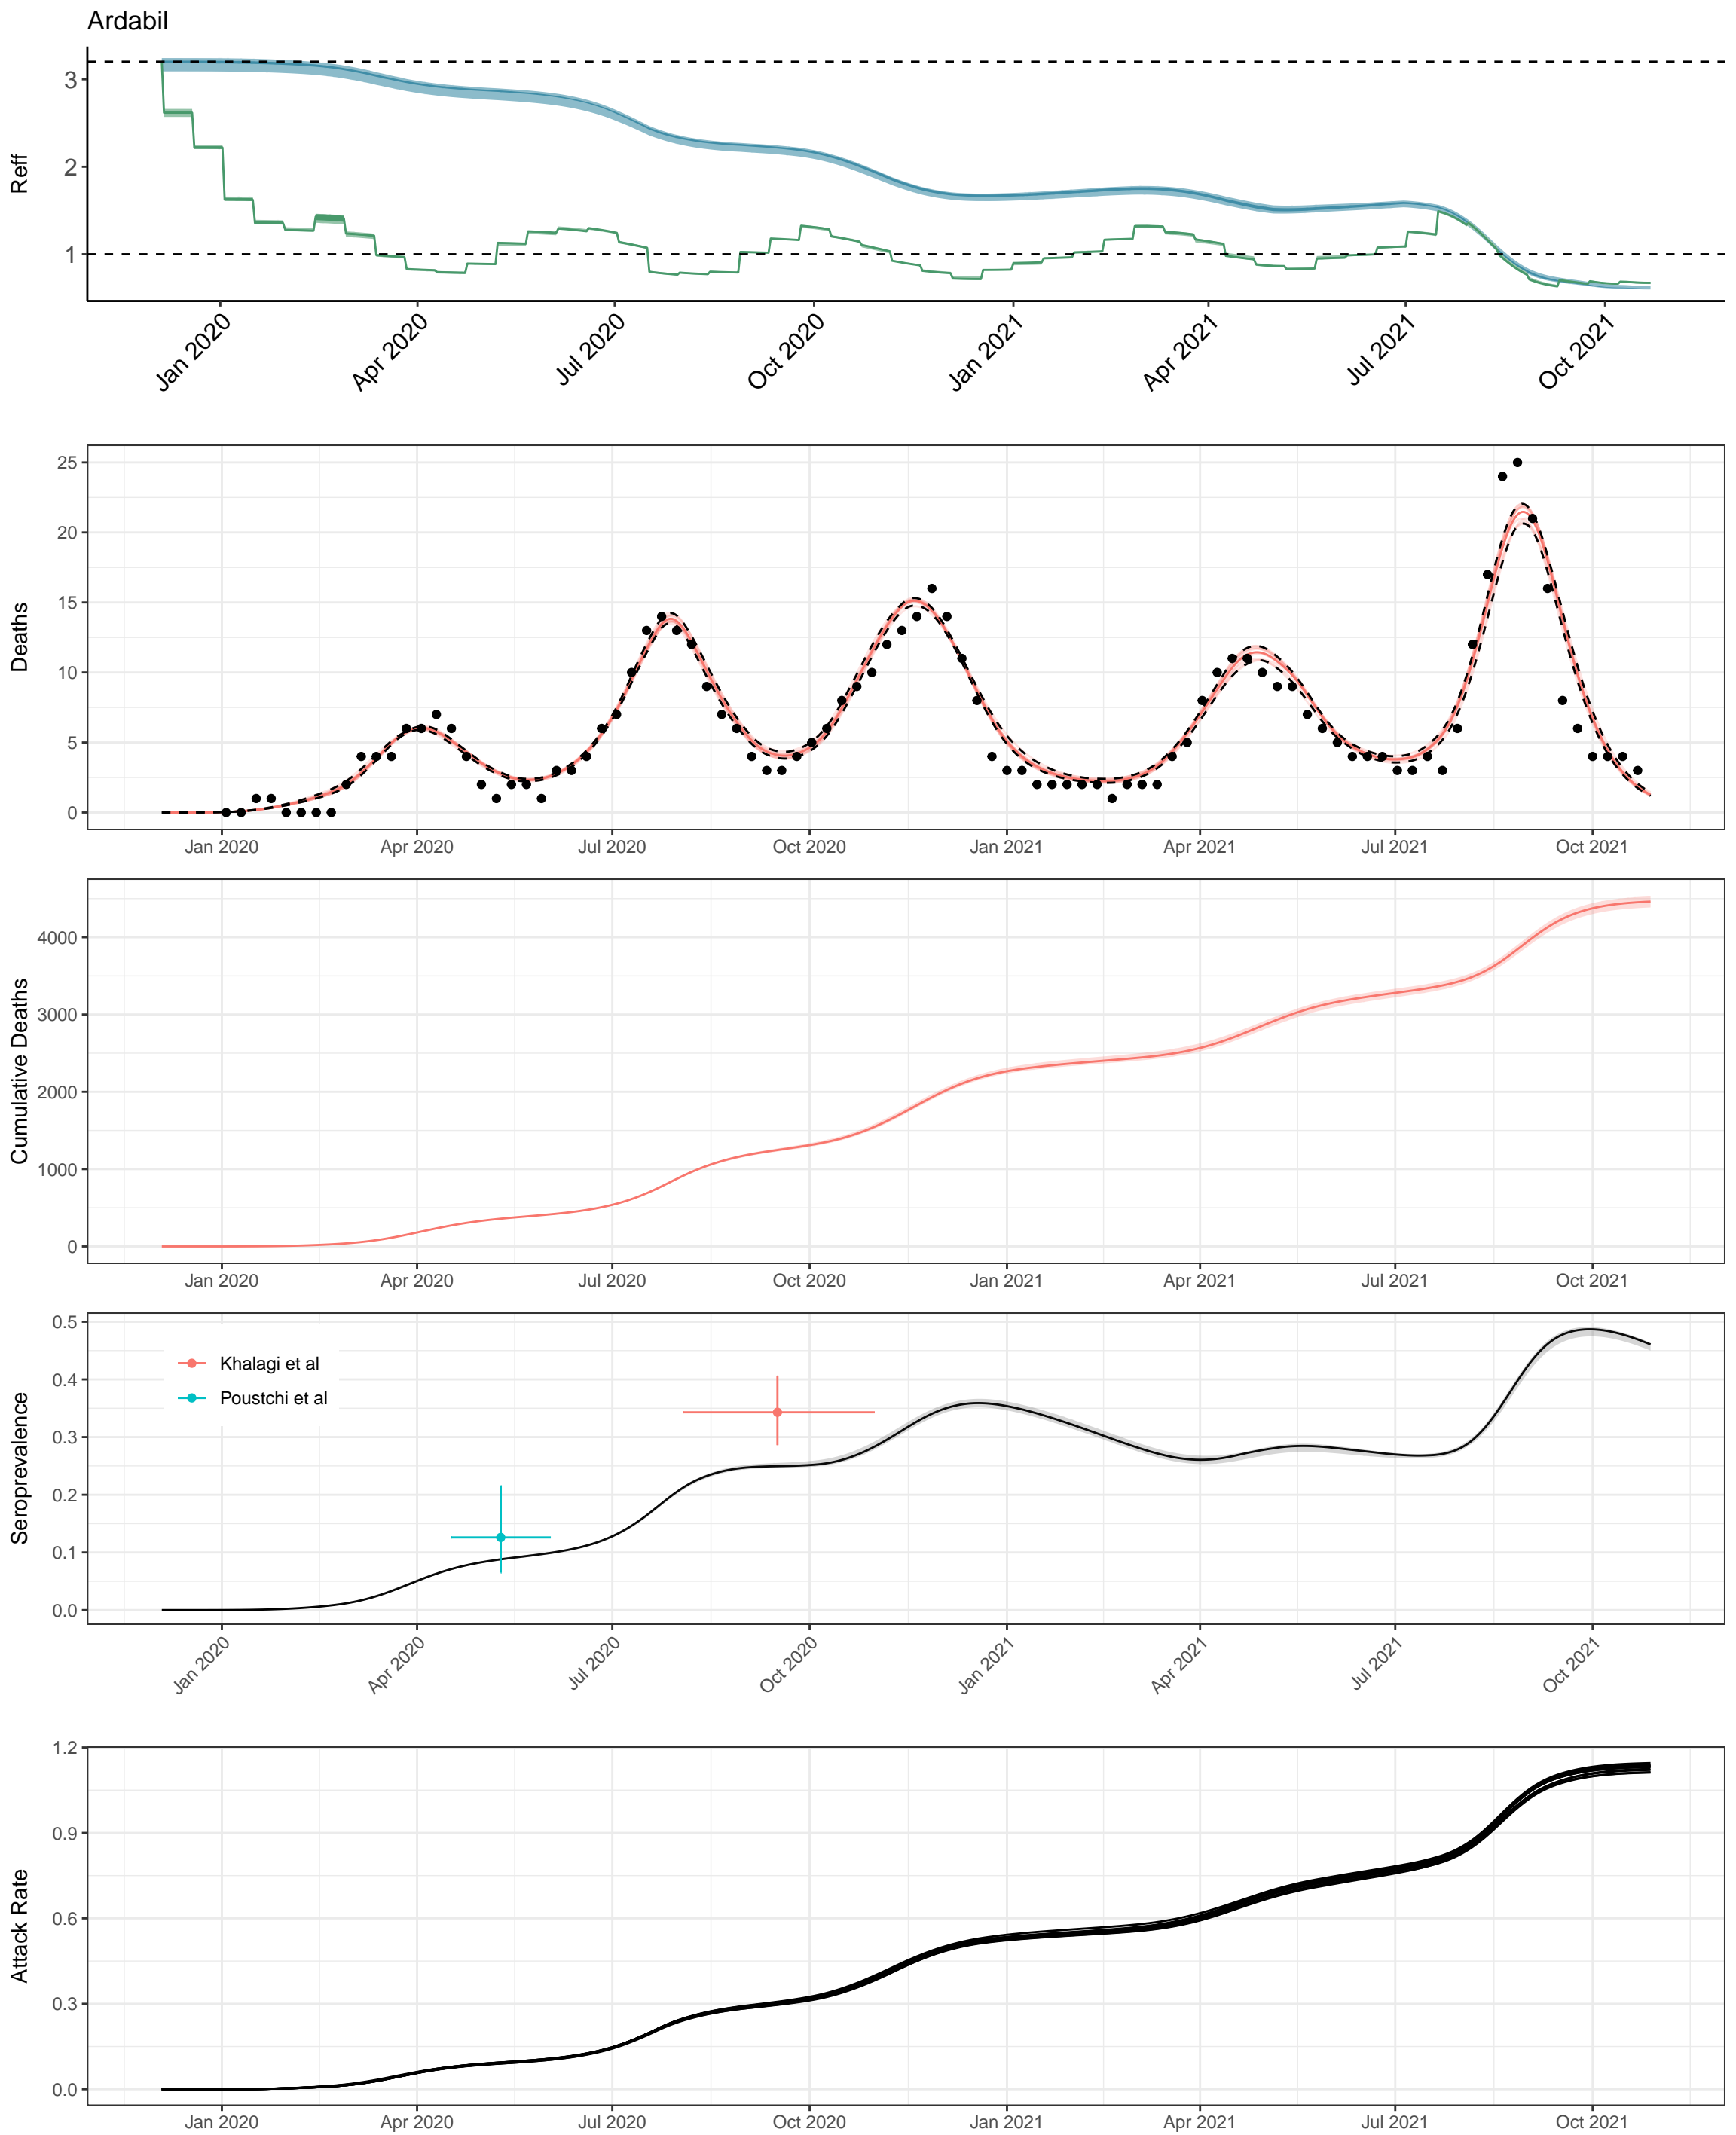 Ardabil
Reff
3
2
1
Jan 2020 Apr 2020 Jul 2020 Oct 2020 Jan 2021 Apr 2021 Jul 2021 Oct 2021
Deaths
25
20
15
10
5
0
Jan 2020 Apr 2020 Jul 2020 Oct 2020 Jan 2021 Apr 2021 Jul 2021 Oct 2021
Cumulative Deaths
4000
3000
2000
1000
0
Jan 2020 Apr 2020 Jul 2020 Oct 2020 Jan 2021 Apr 2021 Jul 2021 Oct 2021
Seroprevalence
0.5
0.4
0.3
0.2
0.1
0.0
Khalagi et al
Poustchi et al
Jan 2020 Apr 2020 Jul 2020 Oct 2020 Jan 2021 Apr 2021 Jul 2021 Oct 2021
Attack Rate
1.2
0.9
0.6
0.3
0.0
Jan 2020 Apr 2020 Jul 2020 Oct 2020 Jan 2021 Apr 2021 Jul 2021 Oct 2021